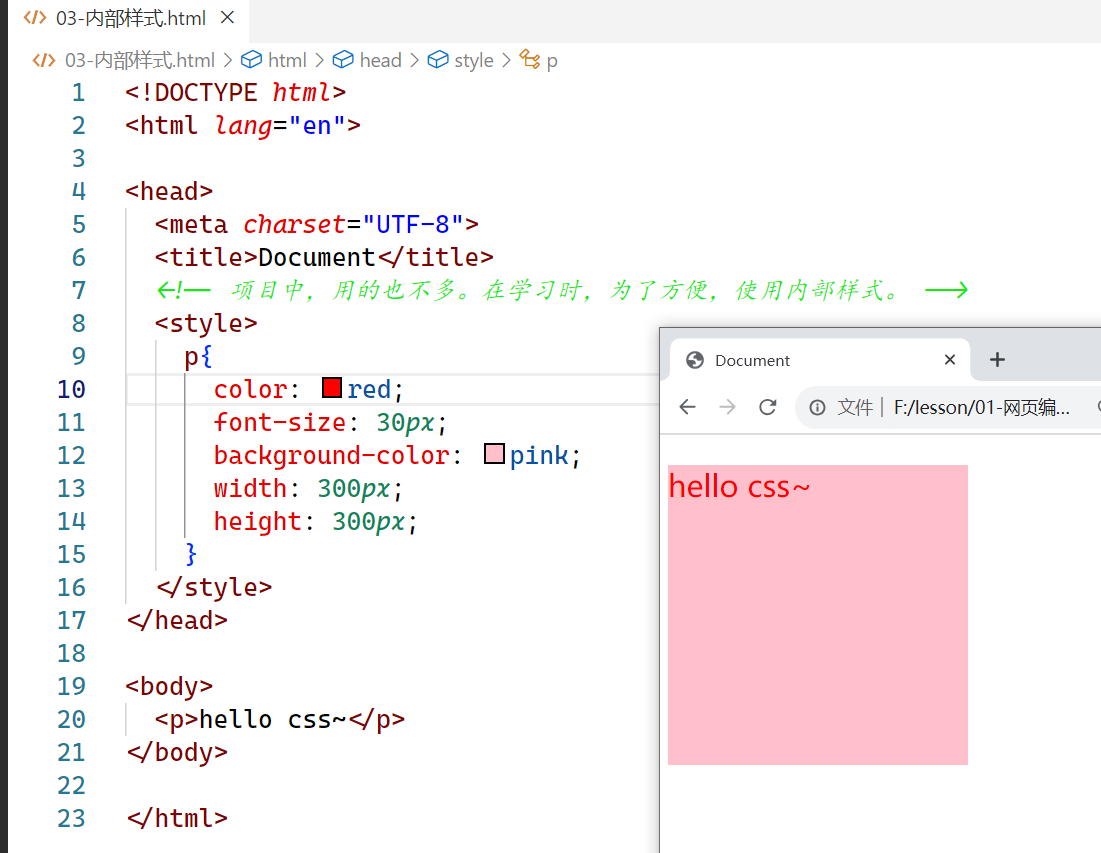 03-内部样式.html
03-内部样式.html > html > head > style > p
1 <!DOCTYPE html>
2 <html lang="en">
3
4 <head>
5 <meta charset="UTF-8">
6 <title>Document</title>
7 <!-- 项目中，用的也不多。在学习时，为了方便，使用内部样式。 -->
8 <style>
9 p{
10 color: red;
11 font-size: 30px;
12 background-color: pink;
13 width: 300px;
14 height: 300px;
15 }
16 </style>
17 </head>
18
19 <body>
20 <p>hello css~</p>
21 </body>
22
23 </html>
Document
文件 | F:/lesson/01-网页编...
hello css~